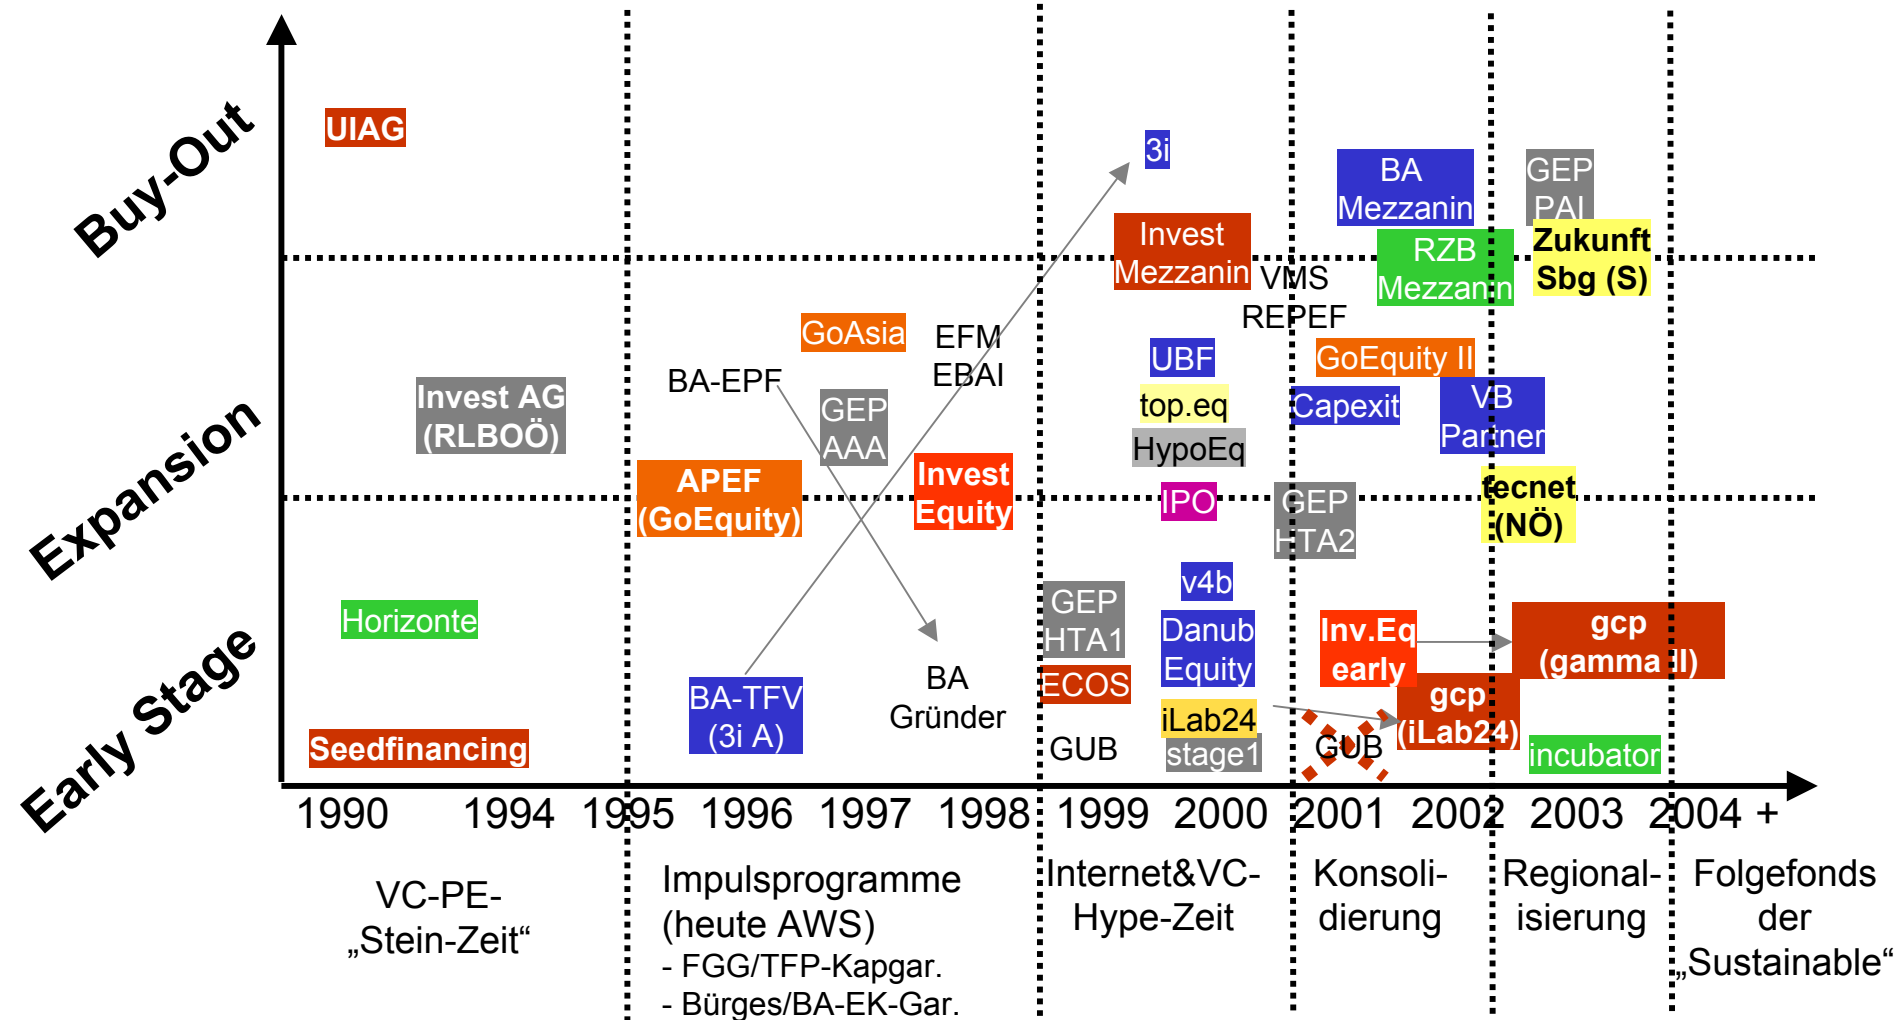 Buy-Out
Expansion
Early Stage
UIAG
3i
BA
Mezzanin
GEP
PAI
Invest
Mezzanin
RZB
Mezzanin
Zukunft
Sbg (S)
VMS
REPEF
GoAsia
EFM
EBAI
BA-EPF
UBF
GoEquity II
Invest AG
(RLBOÖ)
GEP
AAA
top.eq
Capexit
VB
Partner
HypoEq
APEF
(GoEquity)
Invest
Equity
IPO
GEP
HTA2
tecnet
(NÖ)
Horizonte
v4b
GEP
HTA1
Danub
Equity
Inv.Eq
early
gcp
(gamma II)
BA-TFV
(3i A)
BA
Gründer
ECOS
iLab24
gcp
(iLab24)
Seedfinancing
GUB
stage1
GUB
incubator
1990 1994 1995 1996 1997 1998 1999 2000 2001 2002 2003 2004 +
VC-PE-
„Stein-Zeit“
Impulsprogramme
(heute AWS)
- FGG/TFP-Kapgar.
- Bürges/BA-EK-Gar.
Internet&VC-
Hype-Zeit
Konsoli-
dierung
Regional-
isierung
Folgefonds
der
„Sustainable“